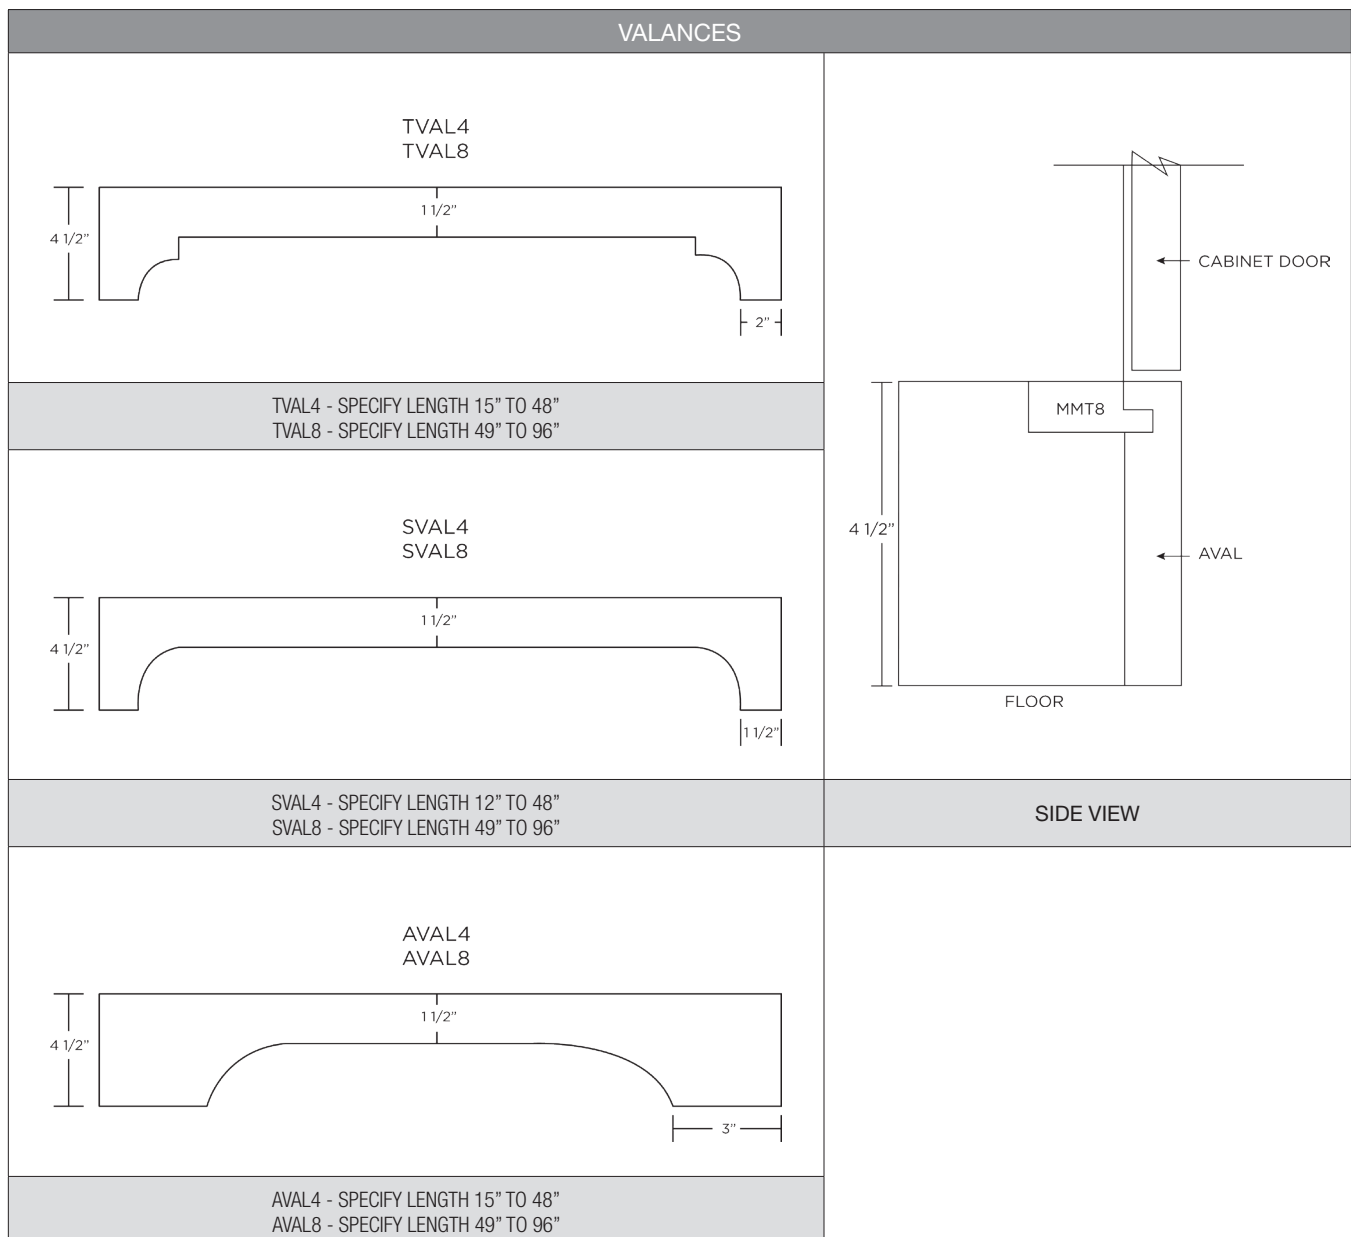 VALANCES
TVAL4
TVAL8
1 1/2”
4 1/2”
2”
TVAL4 - SPECIFY LENGTH 15” TO 48”
TVAL8 - SPECIFY LENGTH 49” TO 96”
SVAL4
SVAL8
1 1/2”
4 1/2”
1 1/2”
SVAL4 - SPECIFY LENGTH 12” TO 48”
SVAL8 - SPECIFY LENGTH 49” TO 96”
AVAL4
AVAL8
1 1/2”
4 1/2”
3”
AVAL4 - SPECIFY LENGTH 15” TO 48”
AVAL8 - SPECIFY LENGTH 49” TO 96”
CABINET DOOR
MMT8
4 1/2”
AVAL
FLOOR
SIDE VIEW